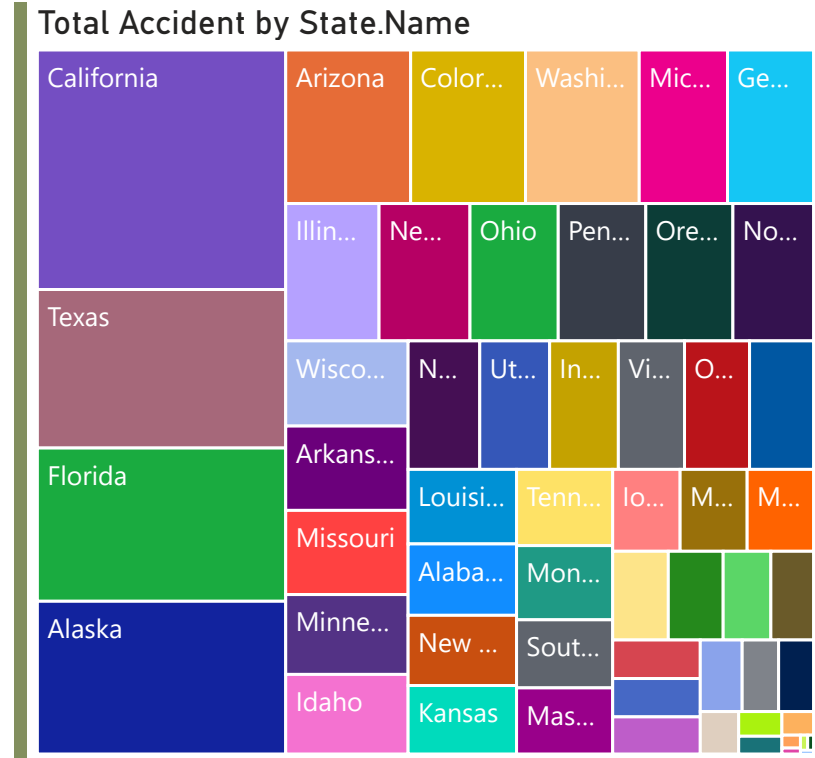 Total Accident by State.Name
California
Arizona
Color...
Washi...
Mic...
Ge...
Illin...
Ne...
Ohio
Pen...
Ore...
No...
Texas
Wisco...
N...
Ut...
In...
Vi...
O...
Arkans...
Florida
Louisi...
Tenn...
Io...
M...
M...
Missouri
Alaba...
Mon...
Alaska
Minne...
New ...
Sout...
Idaho
Kansas
Mas...